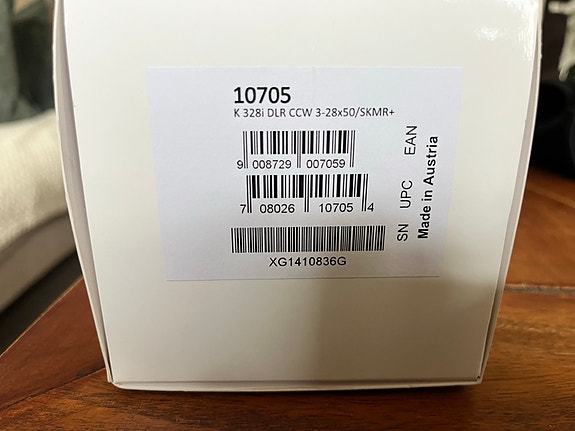 10705
K 328i DLR CCW 3-28x50/SKMR+
9 008729 007059
7 08026 10705 4
XG1410836G
SN UPC EAN
Made in Austria